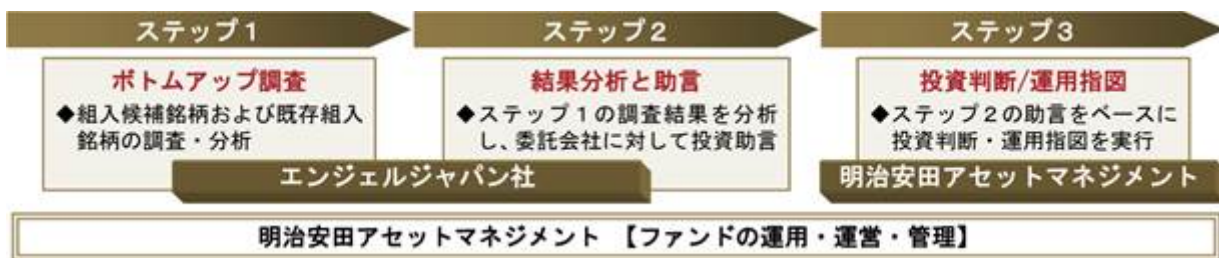 ステップ1
ステップ2
ステップ3
ボトムアップ調査
◆組入候補銘柄および既存組入
銘柄の調査・分析
結果分析と助言
◆ステップ1の調査結果を分析
し、委託会社に対して投資助言
投資判断/運用指図
◆ステップ2の助言をベースに
投資判断・運用指図を実行
エンジェルジャパン社
明治安田アセットマネジメント
明治安田アセットマネジメント 【ファンドの運用・運営・管理】